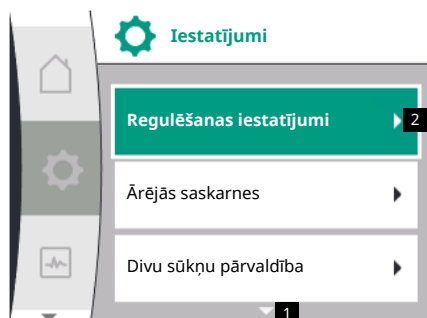 Iestatījumi
Regulēšanas iestatījumi
2
Ārējās saskarnes
Divu sūkņu pārvaldība
1